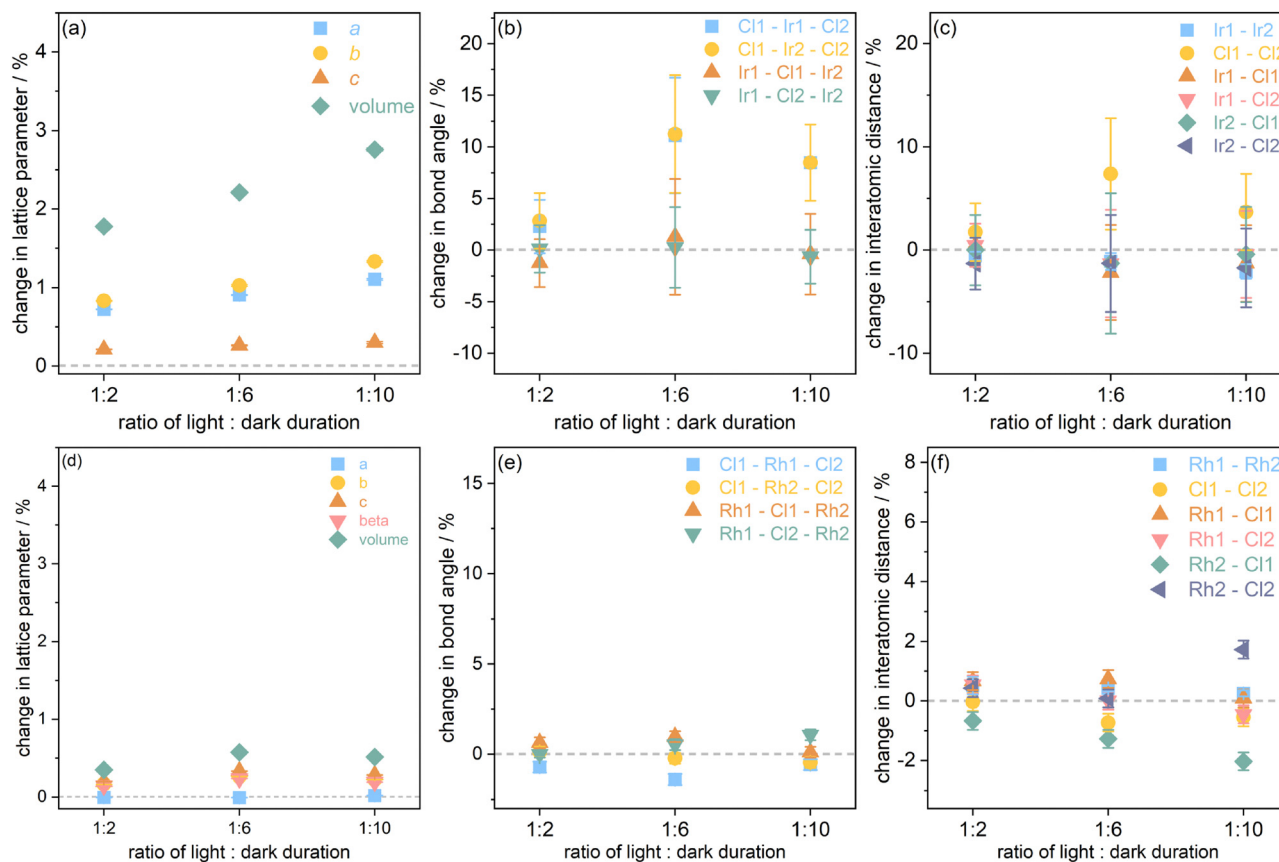 (a)
a
b
c
volume
4
3
2
1
0
change in lattice parameter / %
1:2
1:6
1:10
ratio of light : dark duration
(b)
Cl1 - Ir1 - Cl2
Cl1 - Ir2 - Cl2
Ir1 - Cl1 - Ir2
Ir1 - Cl2 - Ir2
20
15
10
5
0
-5
-10
change in bond angle / %
1:2
1:6
1:10
ratio of light : dark duration
(c)
Ir1 - Ir2
Cl1 - Cl2
Ir1 - Cl1
Ir1 - Cl2
Ir2 - Cl1
Ir2 - Cl2
20
10
0
-10
change in interatomic distance / %
1:2
1:6
1:10
ratio of light : dark duration
(d)
a
b
c
beta
volume
4
3
2
1
0
change in lattice parameter / %
1:2
1:6
1:10
ratio of light : dark duration
(e)
Cl1 - Rh1 - Cl2
Cl1 - Rh2 - Cl2
Rh1 - Cl1 - Rh2
Rh1 - Cl2 - Rh2
15
10
5
0
change in bond angle / %
1:2
1:6
1:10
ratio of light : dark duration
(f)
Rh1 - Rh2
Cl1 - Cl2
Rh1 - Cl1
Rh1 - Cl2
Rh2 - Cl1
Rh2 - Cl2
8
6
4
2
0
-2
change in interatomic distance / %
1:2
1:6
1:10
ratio of light : dark duration